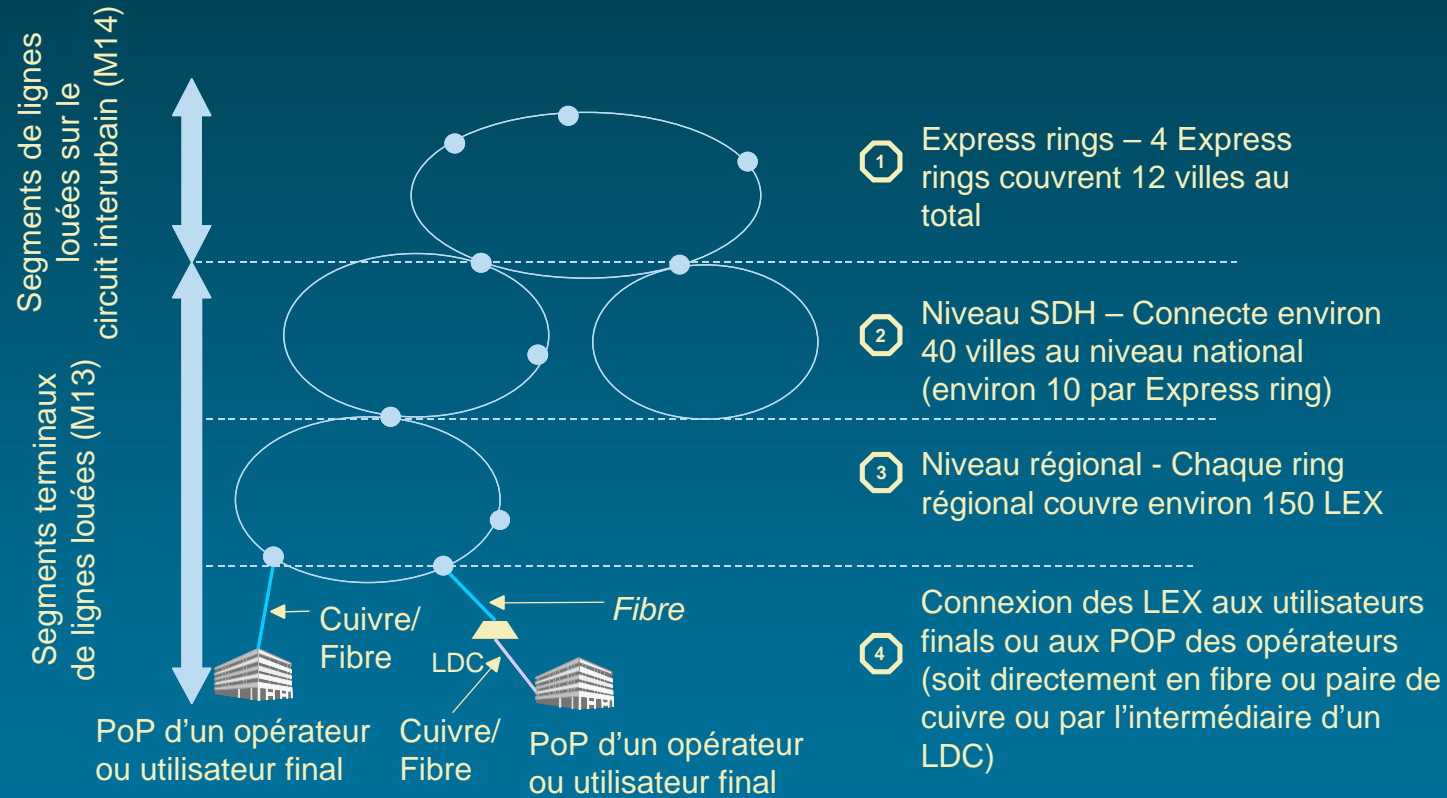 Segments de lignes
louées sur le
circuit interurbain (M14)
Segments terminaux
de lignes louées (M13)
1
Express rings – 4 Express
rings couvrent 12 villes au
total
2
Niveau SDH – Connecte environ
40 villes au niveau national
(environ 10 par Express ring)
3
Niveau régional - Chaque ring
régional couvre environ 150 LEX
4
Connexion des LEX aux utilisateurs
finals ou aux POP des opérateurs
(soit directement en fibre ou paire de
cuivre ou par l’intermédiaire d’un
LDC)
Cuivre/
Fibre
Fibre
LDC
Cuivre/
Fibre
PoP d’un opérateur
ou utilisateur final
PoP d’un opérateur
ou utilisateur final